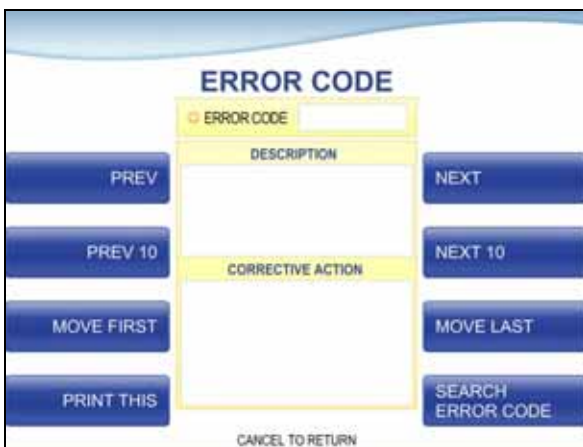 ERROR CODE
ERROR CODE
DESCRIPTION
PREV
NEXT
PREV 10
NEXT 10
CORRECTIVE ACTION
MOVE FIRST
MOVE LAST
PRINT THIS
SEARCH
ERROR CODE
CANCEL TO RETURN